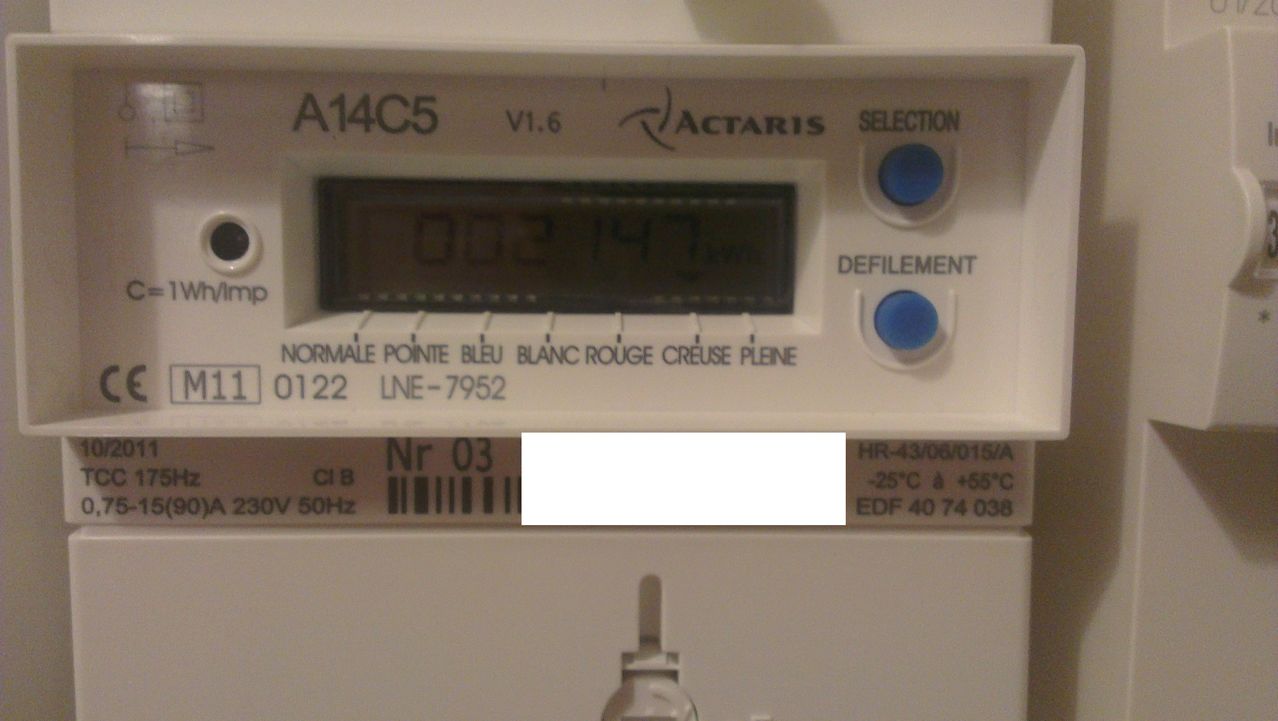 A14C5 V1.6 ACTARIS SELECTION
002147 kWh
DEFILEMENT
C=1Wh/Imp
NORMALE POINTE BLEU BLANC ROUGE CREUSE PLEINE
CE M11 0122 LNE-7952
10/2011 Nr 03 HR-43/06/015/A
TCC 175Hz Cl B -25°C à +55°C
0,75-15(90)A 230V 50Hz EDF 40 74 038